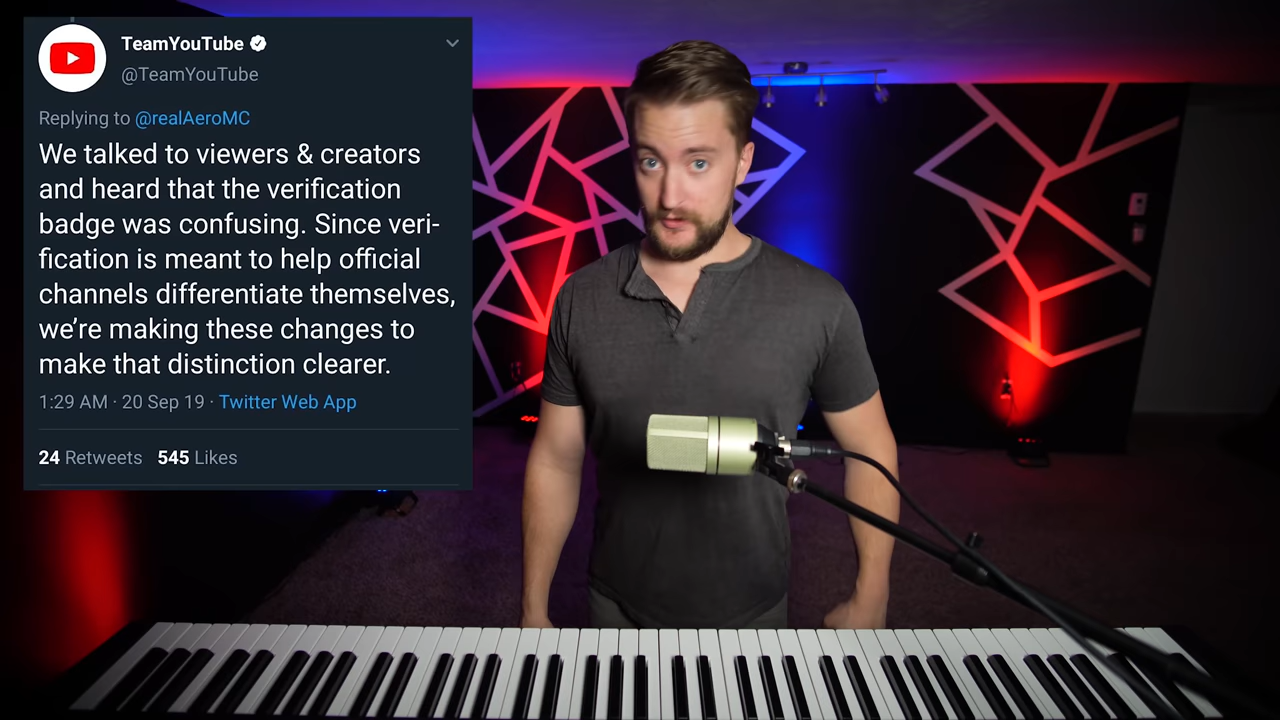 TeamYouTube
@TeamYouTube
Replying to @realAeroMC
We talked to viewers & creators
and heard that the verification
badge was confusing. Since veri-
fication is meant to help official
channels differentiate themselves,
we’re making these changes to
make that distinction clearer.
1:29 AM · 20 Sep 19 · Twitter Web App
24 Retweets 545 Likes